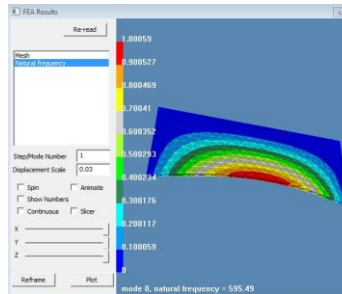 FEA Results
Re-read
Mesh
Natural frequency
Step/Mode Number 1
Displacement Scale 0.03
Spin Animate
Show Numbers
Continuous Slicer
X
Y
Z
Reframe Plot
1.00059
0.900527
0.800469
0.70041
0.600352
0.500293
0.400234
0.300176
0.200117
0.100059
0
mode 0, natural frequency = 595.49